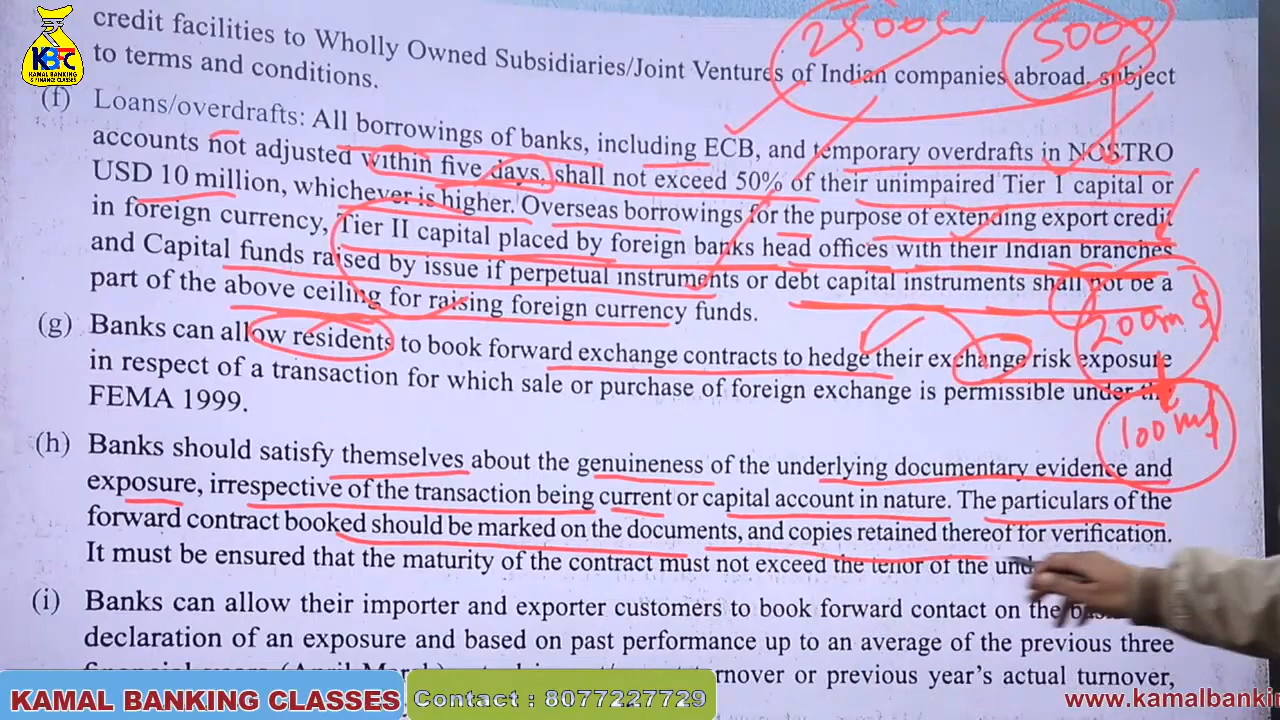 KBC
KAMAL BANKING
& FINANCE CLASSES
2500
500
credit facilities to Wholly Owned Subsidiaries/Joint Ventures of Indian companies abroad, subject
to terms and conditions.
(f) Loans/overdrafts: All borrowings of banks, including ECB, and temporary overdrafts in NOSTRO
accounts not adjusted within five days, shall not exceed 50% of their unimpaired Tier I capital or
USD 10 million, whichever is higher. Overseas borrowings for the purpose of extending export credit
in foreign currency, Tier II capital placed by foreign banks head offices with their Indian branches
and Capital funds raised by issue if perpetual instruments or debt capital instruments shall not be a
part of the above ceiling for raising foreign currency funds.
200m $
(g) Banks can allow residents to book forward exchange contracts to hedge their exchange risk exposure
in respect of a transaction for which sale or purchase of foreign exchange is permissible under the
FEMA 1999.
100m$
(h) Banks should satisfy themselves about the genuineness of the underlying documentary evidence and
exposure, irrespective of the transaction being current or capital account in nature. The particulars of the
forward contract booked should be marked on the documents, and copies retained thereof for verification.
It must be ensured that the maturity of the contract must not exceed the tenor of the
(i) Banks can allow their importer and exporter customers to book forward contact on the
declaration of an exposure and based on past performance up to an average of the previous three
turnover or previous year's actual turnover,
KAMAL BANKING CLASSES
Contact : 8077227729
www.kamalbankin